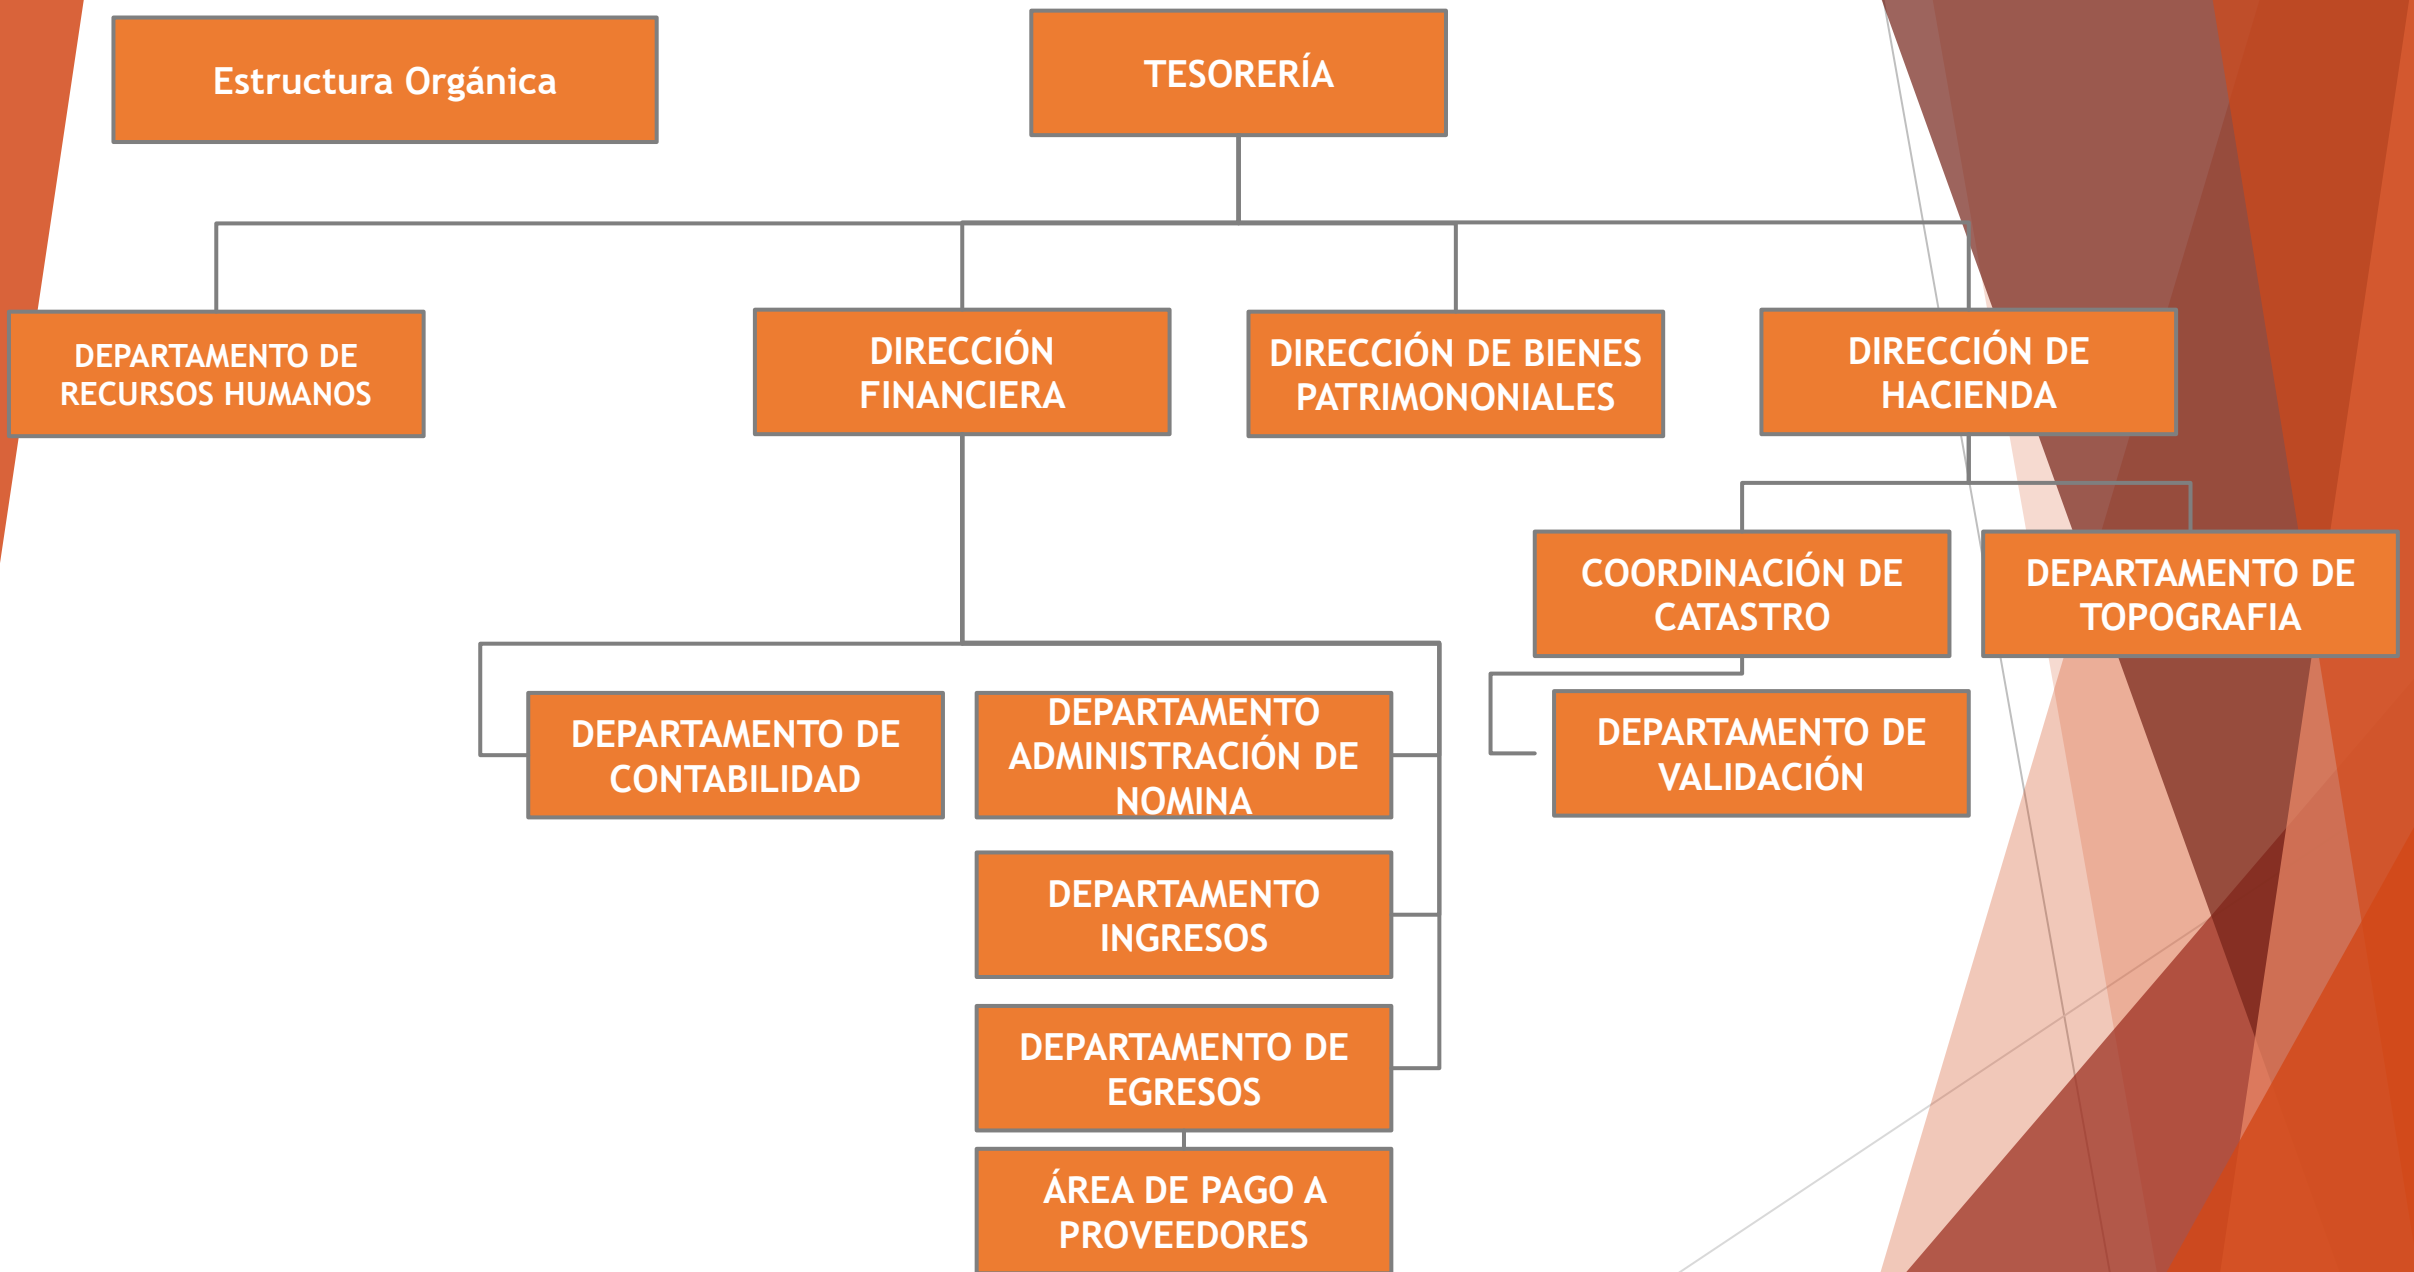 Estructura Orgánica
TESORERÍA
DEPARTAMENTO DE
RECURSOS HUMANOS
DIRECCIÓN
FINANCIERA
DIRECCIÓN DE BIENES
PATRIMONONIALES
DIRECCIÓN DE
HACIENDA
COORDINACIÓN DE
CATASTRO
DEPARTAMENTO DE
TOPOGRAFIA
DEPARTAMENTO DE
CONTABILIDAD
DEPARTAMENTO
ADMINISTRACIÓN DE
NOMINA
DEPARTAMENTO DE
VALIDACIÓN
DEPARTAMENTO
INGRESOS
DEPARTAMENTO DE
EGRESOS
ÁREA DE PAGO A
PROVEEDORES